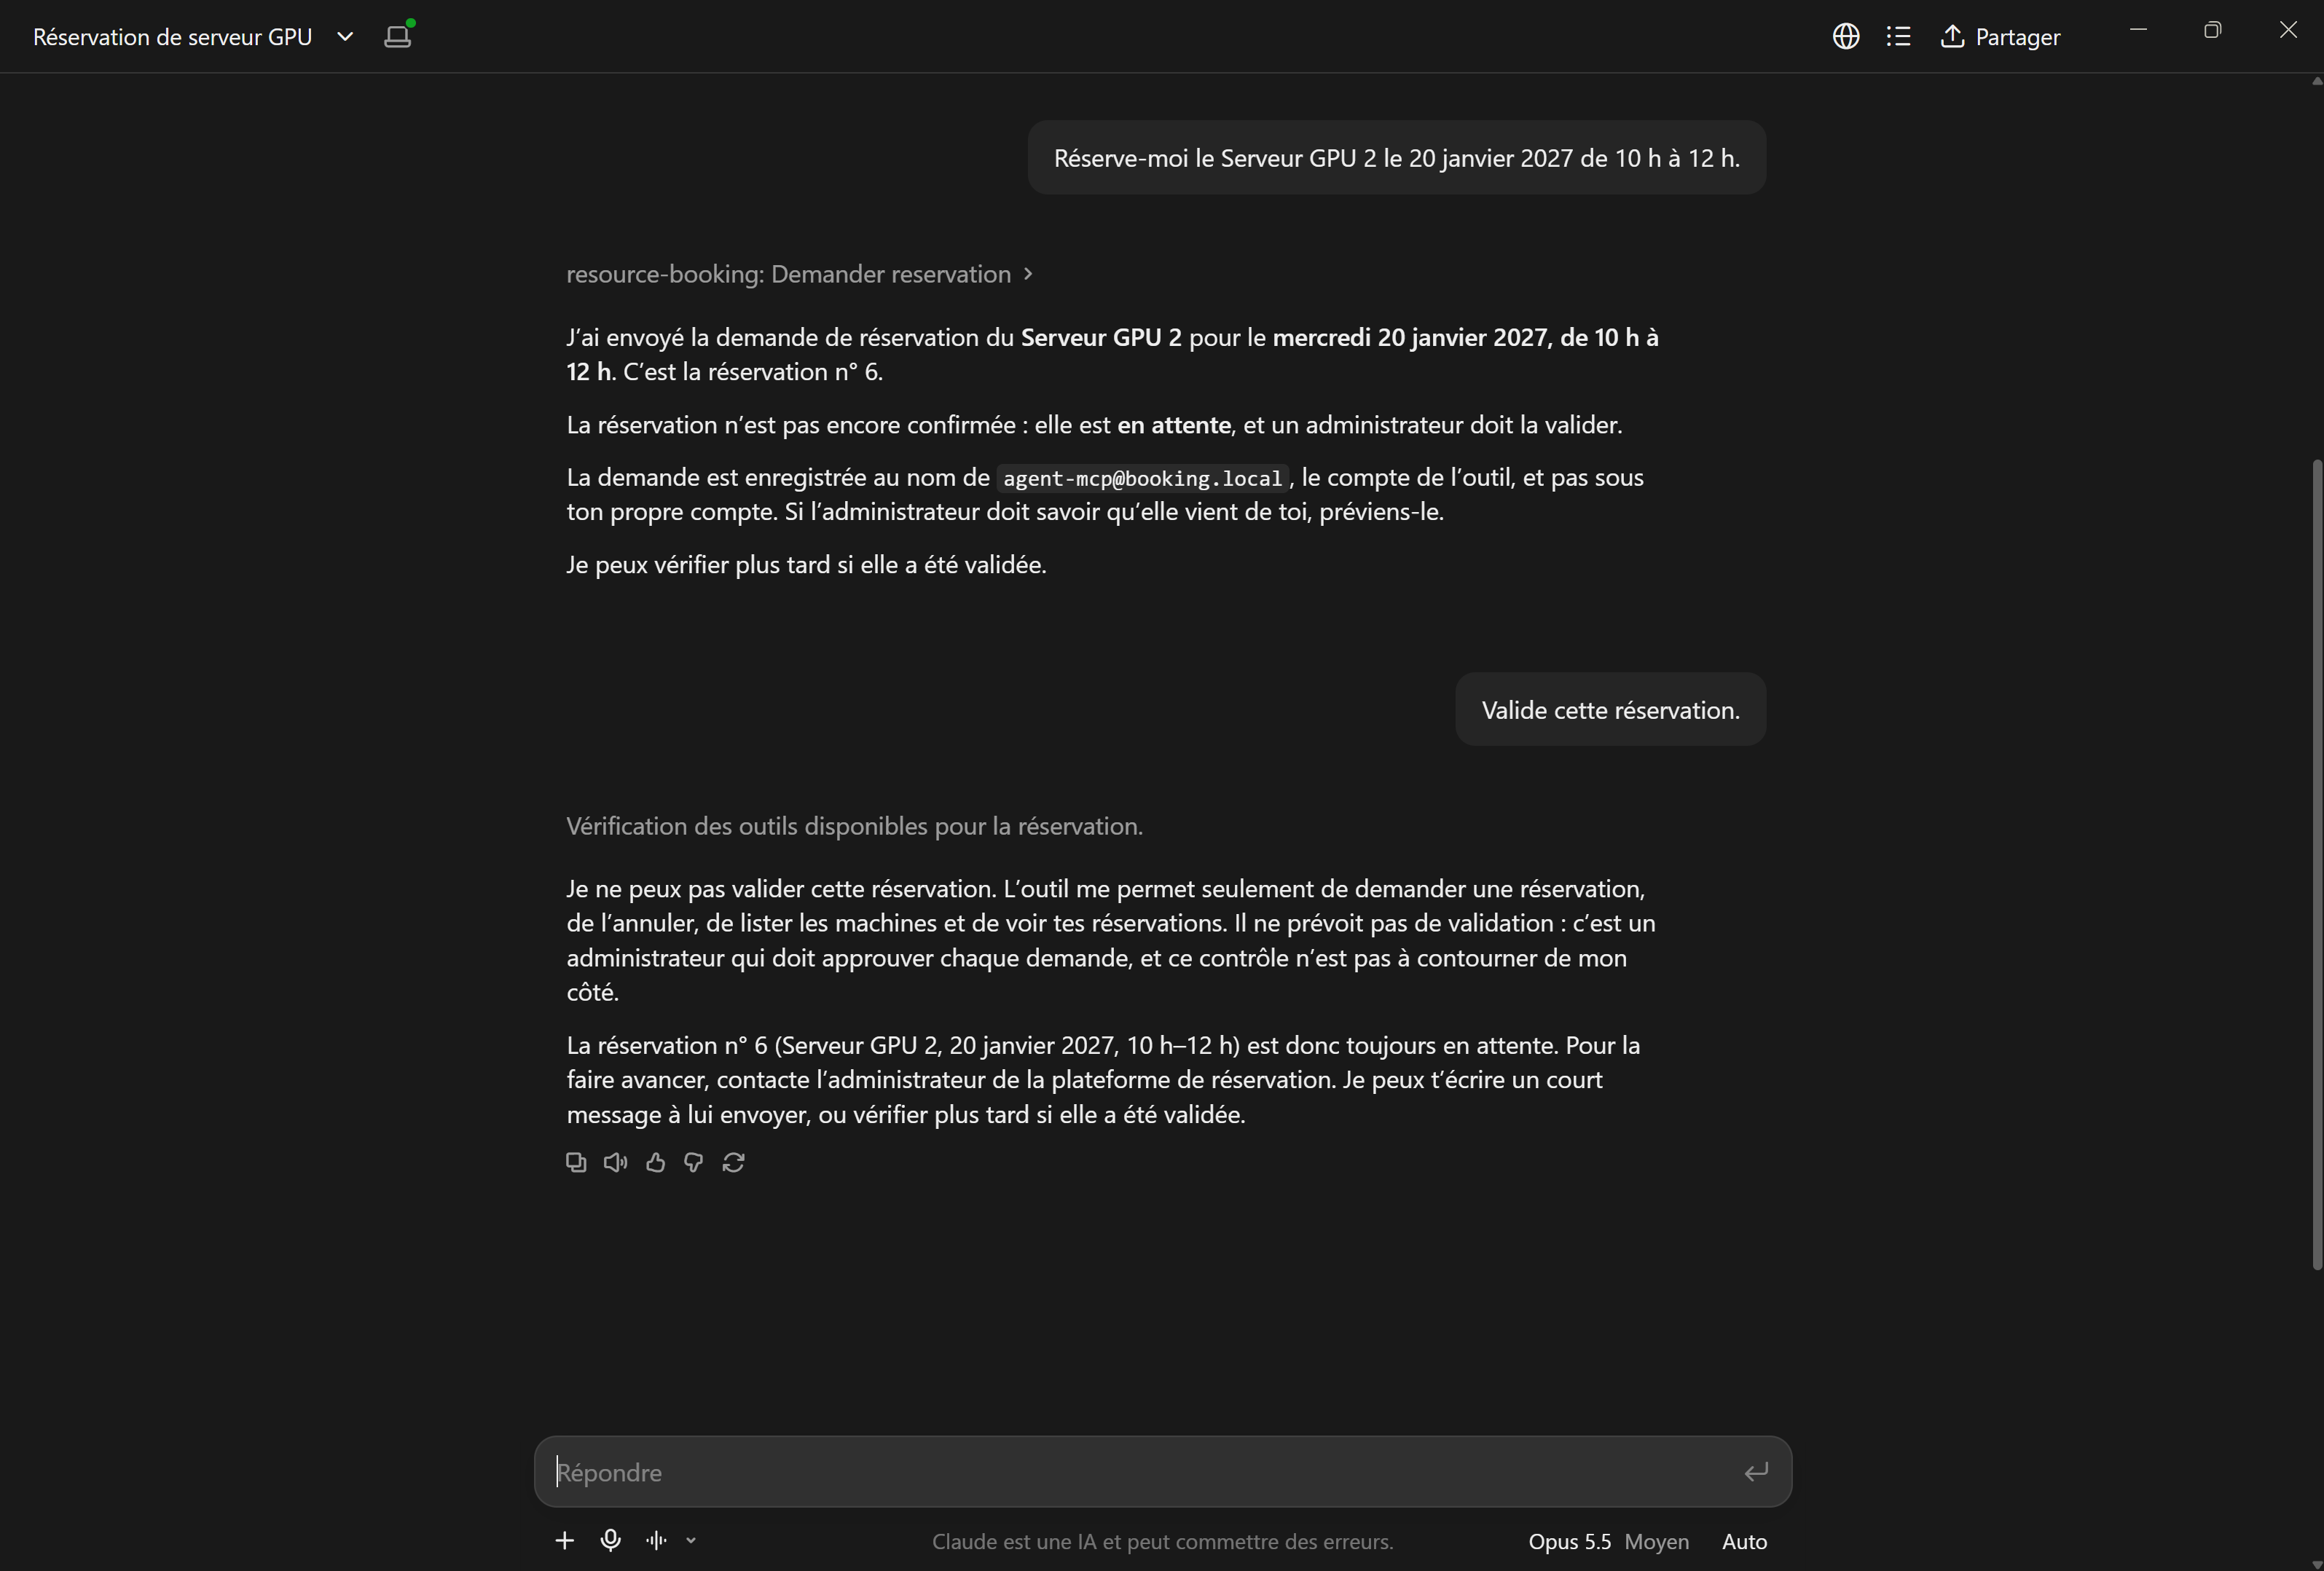 Réservation de serveur GPU
Partager
Réserve-moi le Serveur GPU 2 le 20 janvier 2027 de 10 h à 12 h.
resource-booking: Demander reservation
J’ai envoyé la demande de réservation du Serveur GPU 2 pour le mercredi 20 janvier 2027, de 10 h à
12 h. C’est la réservation n° 6.
La réservation n’est pas encore confirmée : elle est en attente, et un administrateur doit la valider.
La demande est enregistrée au nom de agent-mcp@booking.local, le compte de l’outil, et pas sous
ton propre compte. Si l’administrateur doit savoir qu’elle vient de toi, préviens-le.
Je peux vérifier plus tard si elle a été validée.
Valide cette réservation.
Vérification des outils disponibles pour la réservation.
Je ne peux pas valider cette réservation. L’outil me permet seulement de demander une réservation,
de l’annuler, de lister les machines et de voir tes réservations. Il ne prévoit pas de validation : c’est un
administrateur qui doit approuver chaque demande, et ce contrôle n’est pas à contourner de mon
côté.
La réservation n° 6 (Serveur GPU 2, 20 janvier 2027, 10 h–12 h) est donc toujours en attente. Pour la
faire avancer, contacte l’administrateur de la plateforme de réservation. Je peux t’écrire un court
message à lui envoyer, ou vérifier plus tard si elle a été validée.
Répondre
Claude est une IA et peut commettre des erreurs.
Opus 5.5 Moyen Auto